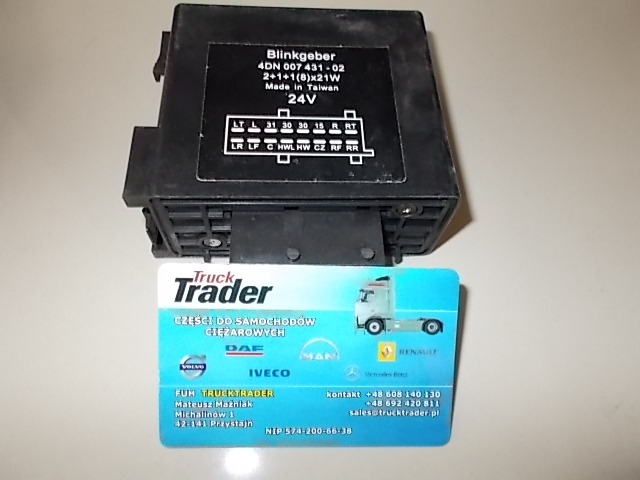 Blinkgeber
4DN 007 431 - 02
2+1+1(8)x21W
Made in Taiwan
24V
LT L 31 30 30 15 R RT
LR LF C HWL HW CZ RF RR
Truck
Trader
CZĘŚCI DO SAMOCHODÓW
CIĘŻAROWYCH
DAF
MAN
RENAULT
VOLVO
IVECO
Mercedes-Benz
FUH TRUCKTRADER
Mateusz Maźniak
Michalinów 1
42-141 Przystajń
kontakt +48 608 140 130
+48 692 420 811
sales@trucktrader.pl
NIP 574-200-66-38